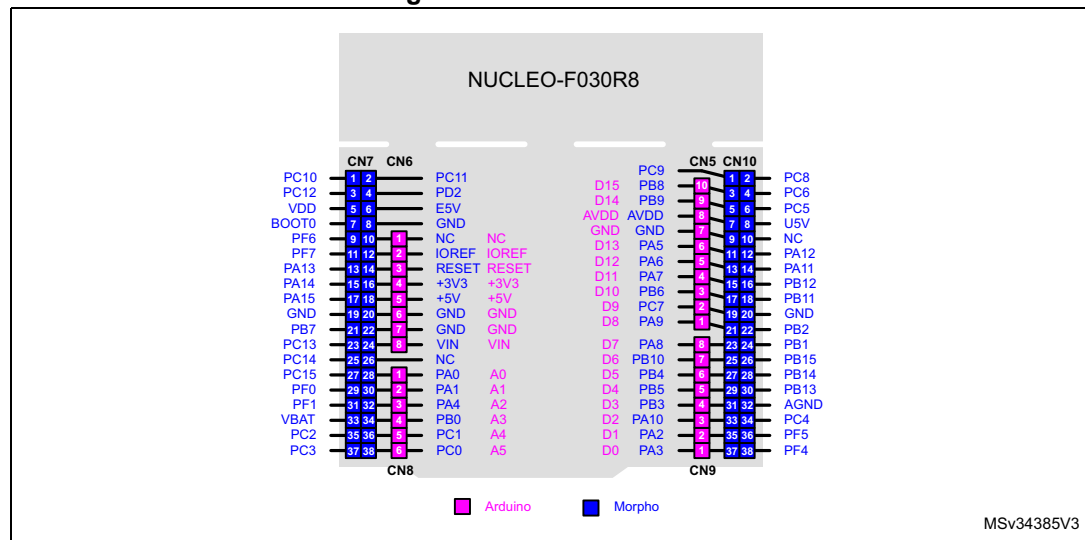 NUCLEO-F030R8
CN7 CN6 CN5 CN10
PC10 1 2 PC11 PC9 1 2 PC8
PC12 3 4 PD2 D15 PB8 10 3 4 PC6
VDD 5 6 E5V D14 PB9 9 5 6 PC5
BOOT0 7 8 GND AVDD AVDD 8 7 8 U5V
PF6 9 10 1 NC NC GND GND 7 9 10 NC
PF7 11 12 2 IOREF IOREF D13 PA5 6 11 12 PA12
PA13 13 14 3 RESET RESET D12 PA6 5 13 14 PA11
PA14 15 16 4 +3V3 +3V3 D11 PA7 4 15 16 PB12
PA15 17 18 5 +5V +5V D10 PB6 3 17 18 PB11
GND 19 20 6 GND GND D9 PC7 2 19 20 GND
PB7 21 22 7 GND GND D8 PA9 1 21 22 PB2
PC13 23 24 8 VIN VIN D7 PA8 8 23 24 PB1
PC14 25 26 NC D6 PB10 7 25 26 PB15
PC15 27 28 1 PA0 A0 D5 PB4 6 27 28 PB14
PF0 29 30 2 PA1 A1 D4 PB5 5 29 30 PB13
PF1 31 32 3 PA4 A2 D3 PB3 4 31 32 AGND
VBAT 33 34 4 PB0 A3 D2 PA10 3 33 34 PC4
PC2 35 36 5 PC1 A4 D1 PA2 2 35 36 PF5
PC3 37 38 6 PC0 A5 D0 PA3 1 37 38 PF4
CN8 CN9
Arduino Morpho
MSv34385V3